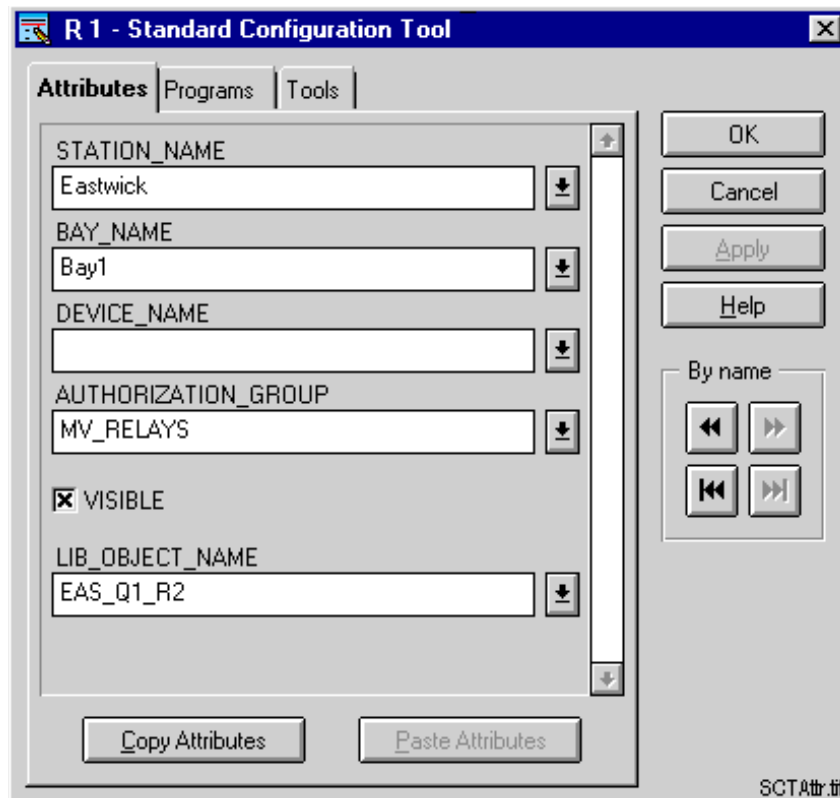 R 1 - Standard Configuration Tool
Attributes
Programs
Tools
STATION_NAME
Eastwick
BAY_NAME
Bay1
DEVICE_NAME
AUTHORIZATION_GROUP
MV_RELAYS
VISIBLE
LIB_OBJECT_NAME
EAS_Q1_R2
Copy Attributes
Paste Attributes
OK
Cancel
Apply
Help
By name